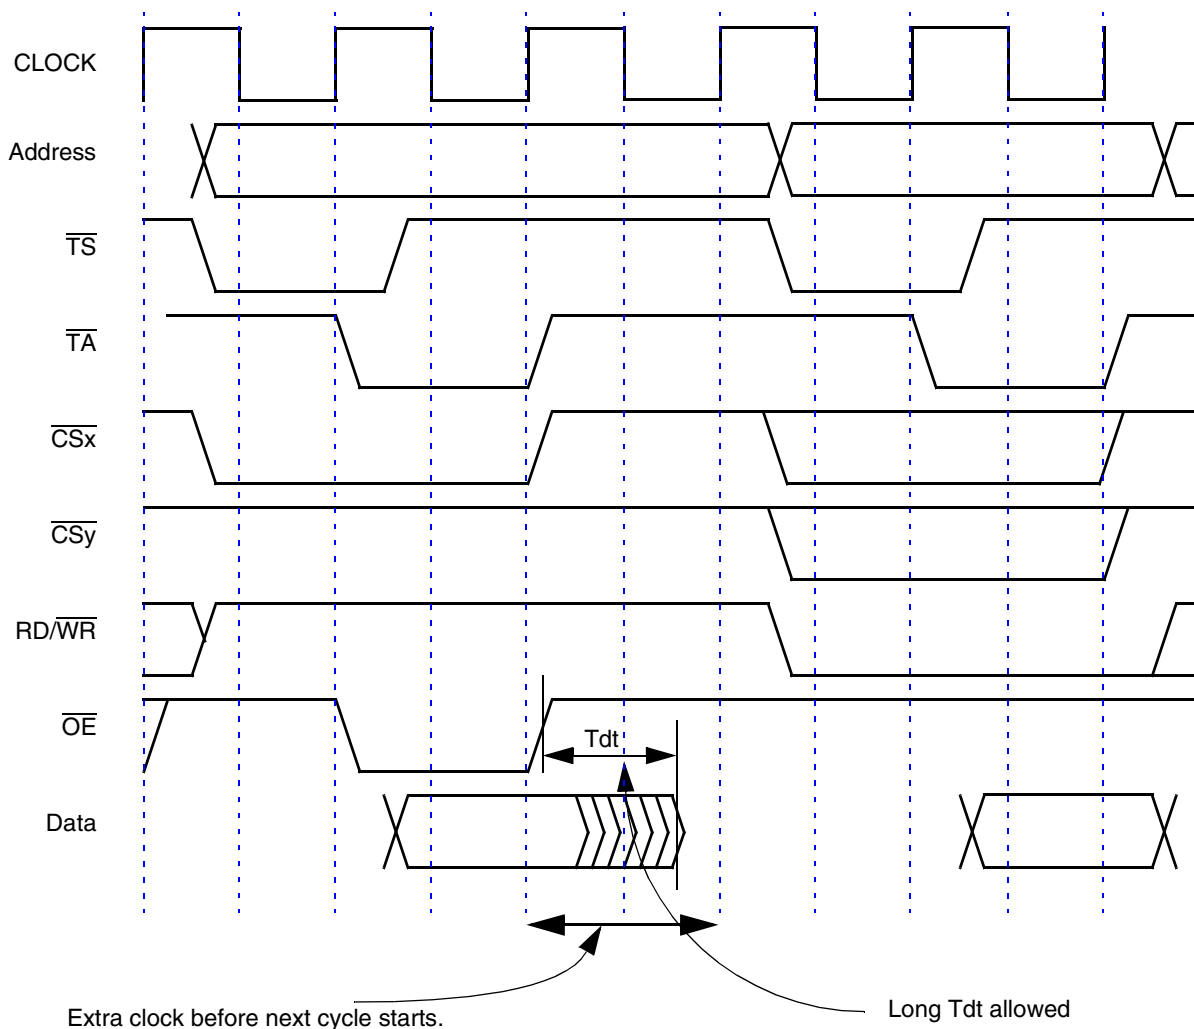 CLOCK
Address
TS
TA
CSx
CSy
RD/WR
OE
Tdt
Data
Extra clock before next cycle starts.
Long Tdt allowed